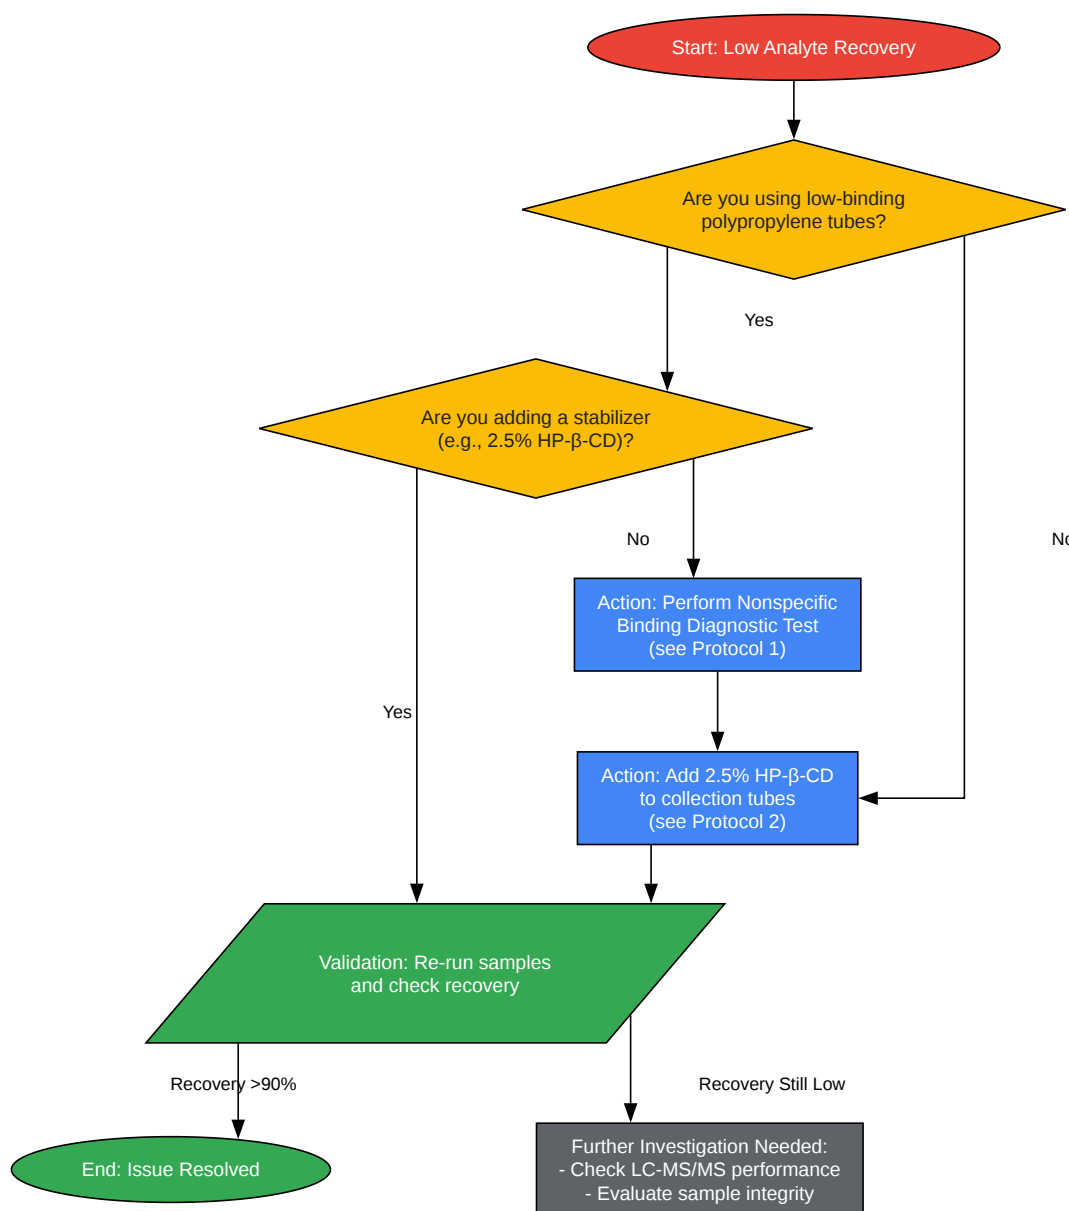 Start: Low Analyte Recovery
Are you using low-binding
polypropylene tubes?
Yes
Are you adding a stabilizer
(e.g., 2.5% HP-β-CD)?
No
No
Action: Perform Nonspecific
Binding Diagnostic Test
(see Protocol 1)
Yes
Action: Add 2.5% HP-β-CD
to collection tubes
(see Protocol 2)
Validation: Re-run samples
and check recovery
Recovery >90%
Recovery Still Low
End: Issue Resolved
Further Investigation Needed:
- Check LC-MS/MS performance
- Evaluate sample integrity